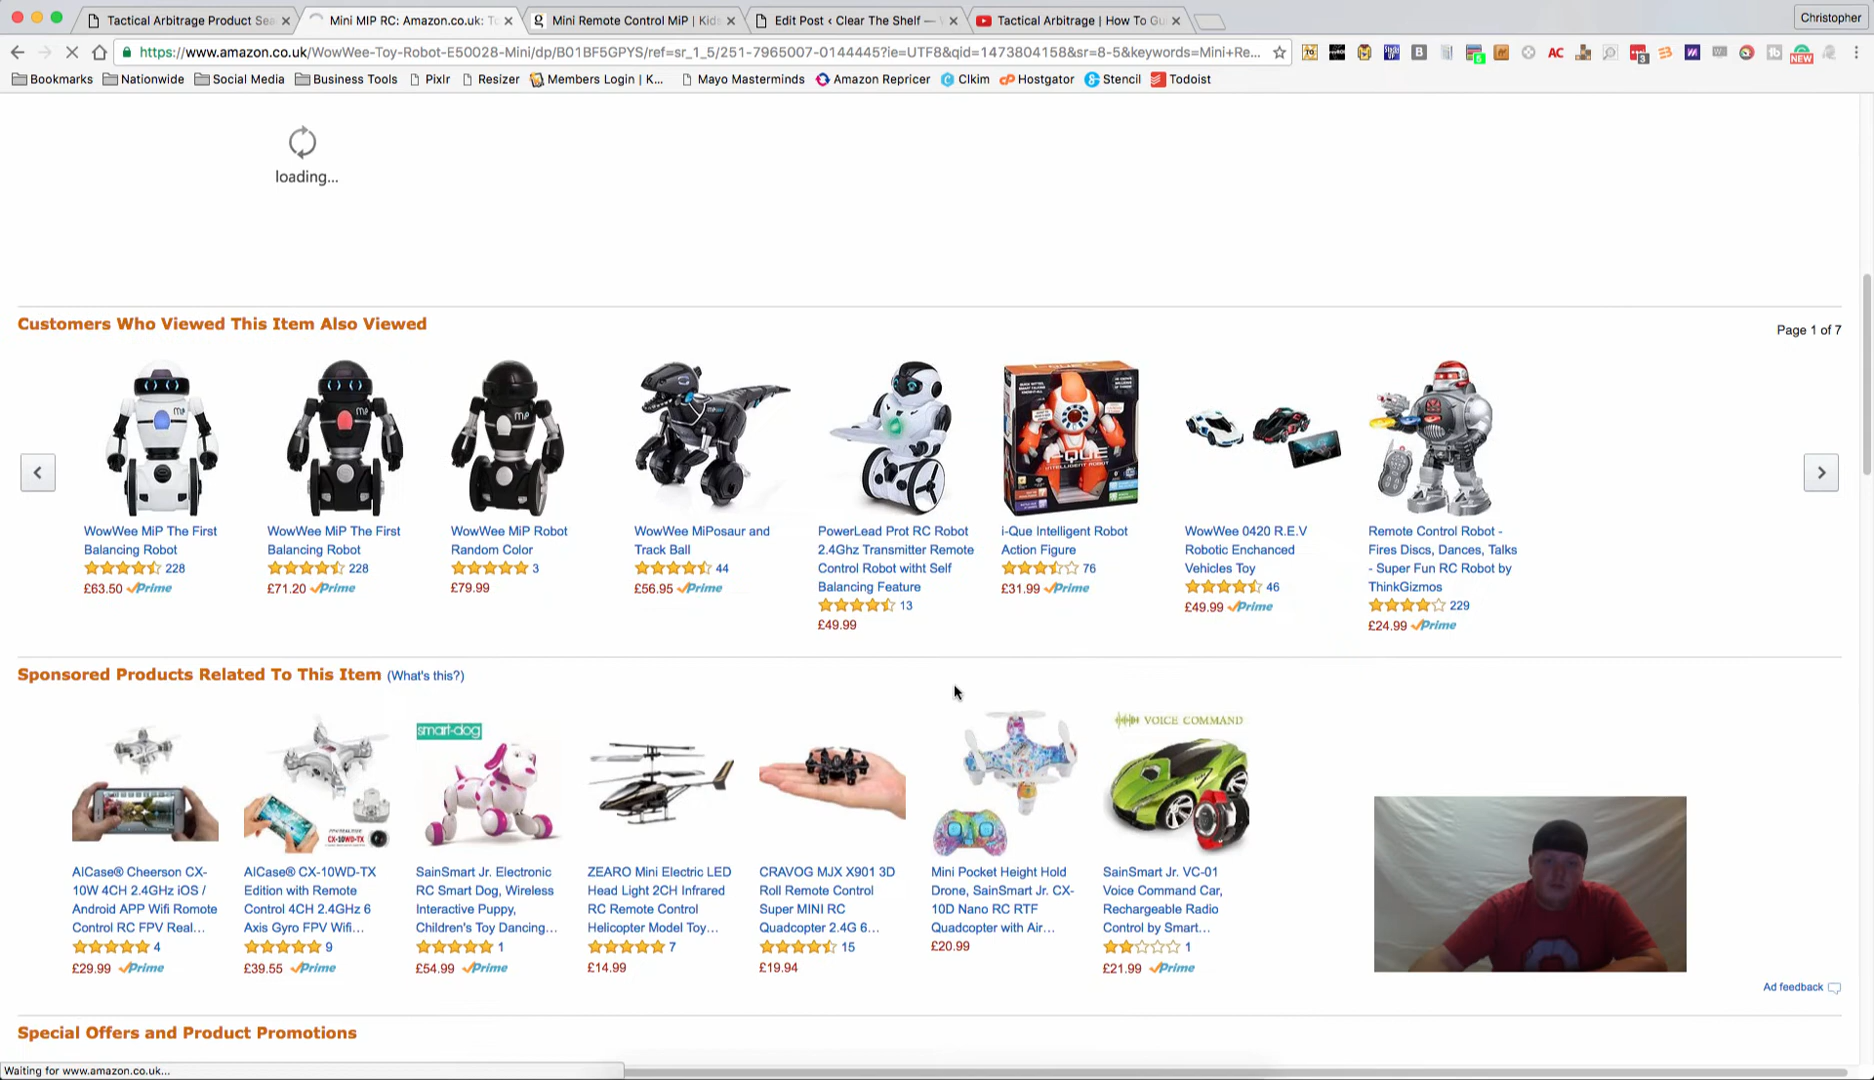 Tactical Arbitrage Product Sea
Mini MIP RC: Amazon.co.uk: To
Mini Remote Control MiP | Kids
Edit Post ‹ Clear The Shelf —
Tactical Arbitrage | How To Gu
Christopher
https://www.amazon.co.uk/WowWee-Toy-Robot-E50028-Mini/dp/B01BF5GPYS/ref=sr_1_5/251-7965007-0144445?ie=UTF8&qid=1473804158&sr=8-5&keywords=Mini+Re...
Bookmarks
Nationwide
Social Media
Business Tools
Pixlr
Resizer
Members Login | K...
Mayo Masterminds
Amazon Repricer
Clkim
Hostgator
Stencil
Todoist
loading...
Customers Who Viewed This Item Also Viewed
Page 1 of 7
WowWee MiP The First
Balancing Robot
228
£63.50 Prime
WowWee MiP The First
Balancing Robot
228
£71.20 Prime
WowWee MiP Robot
Random Color
3
£79.99
WowWee MiPosaur and
Track Ball
44
£56.95 Prime
PowerLead Prot RC Robot
2.4Ghz Transmitter Remote
Control Robot witht Self
Balancing Feature
13
£49.99
i-Que Intelligent Robot
Action Figure
76
£31.99 Prime
WowWee 0420 R.E.V
Robotic Enchanced
Vehicles Toy
46
£49.99 Prime
Remote Control Robot -
Fires Discs, Dances, Talks
- Super Fun RC Robot by
ThinkGizmos
229
£24.99 Prime
Sponsored Products Related To This Item (What's this?)
smart-dog
VOICE COMMAND
CX-10WD-TX
AICase® Cheerson CX-
10W 4CH 2.4GHz iOS /
Android APP Wifi Romote
Control RC FPV Real...
4
£29.99 Prime
AICase® CX-10WD-TX
Edition with Remote
Control 4CH 2.4GHz 6
Axis Gyro FPV Wifi...
9
£39.55 Prime
SainSmart Jr. Electronic
RC Smart Dog, Wireless
Interactive Puppy,
Children's Toy Dancing...
1
£54.99 Prime
ZEARO Mini Electric LED
Head Light 2CH Infrared
RC Remote Control
Helicopter Model Toy...
7
£14.99
CRAVOG MJX X901 3D
Roll Remote Control
Super MINI RC
Quadcopter 2.4G 6...
15
£19.94
Mini Pocket Height Hold
Drone, SainSmart Jr. CX-
10D Nano RC RTF
Quadcopter with Air...
£20.99
SainSmart Jr. VC-01
Voice Command Car,
Rechargeable Radio
Control by Smart...
1
£21.99 Prime
Ad feedback
Special Offers and Product Promotions
Waiting for www.amazon.co.uk...